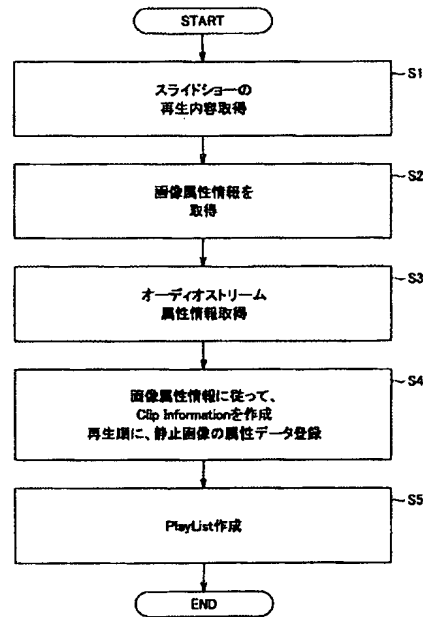 START
S1
スライドショーの
再生内容取得
S2
画像属性情報を
取得
S3
オーディオストリーム
属性情報取得
S4
画像属性情報に従って、
Clip Informationを作成
再生順に、静止画像の属性データ登録
S5
PlayList作成
END